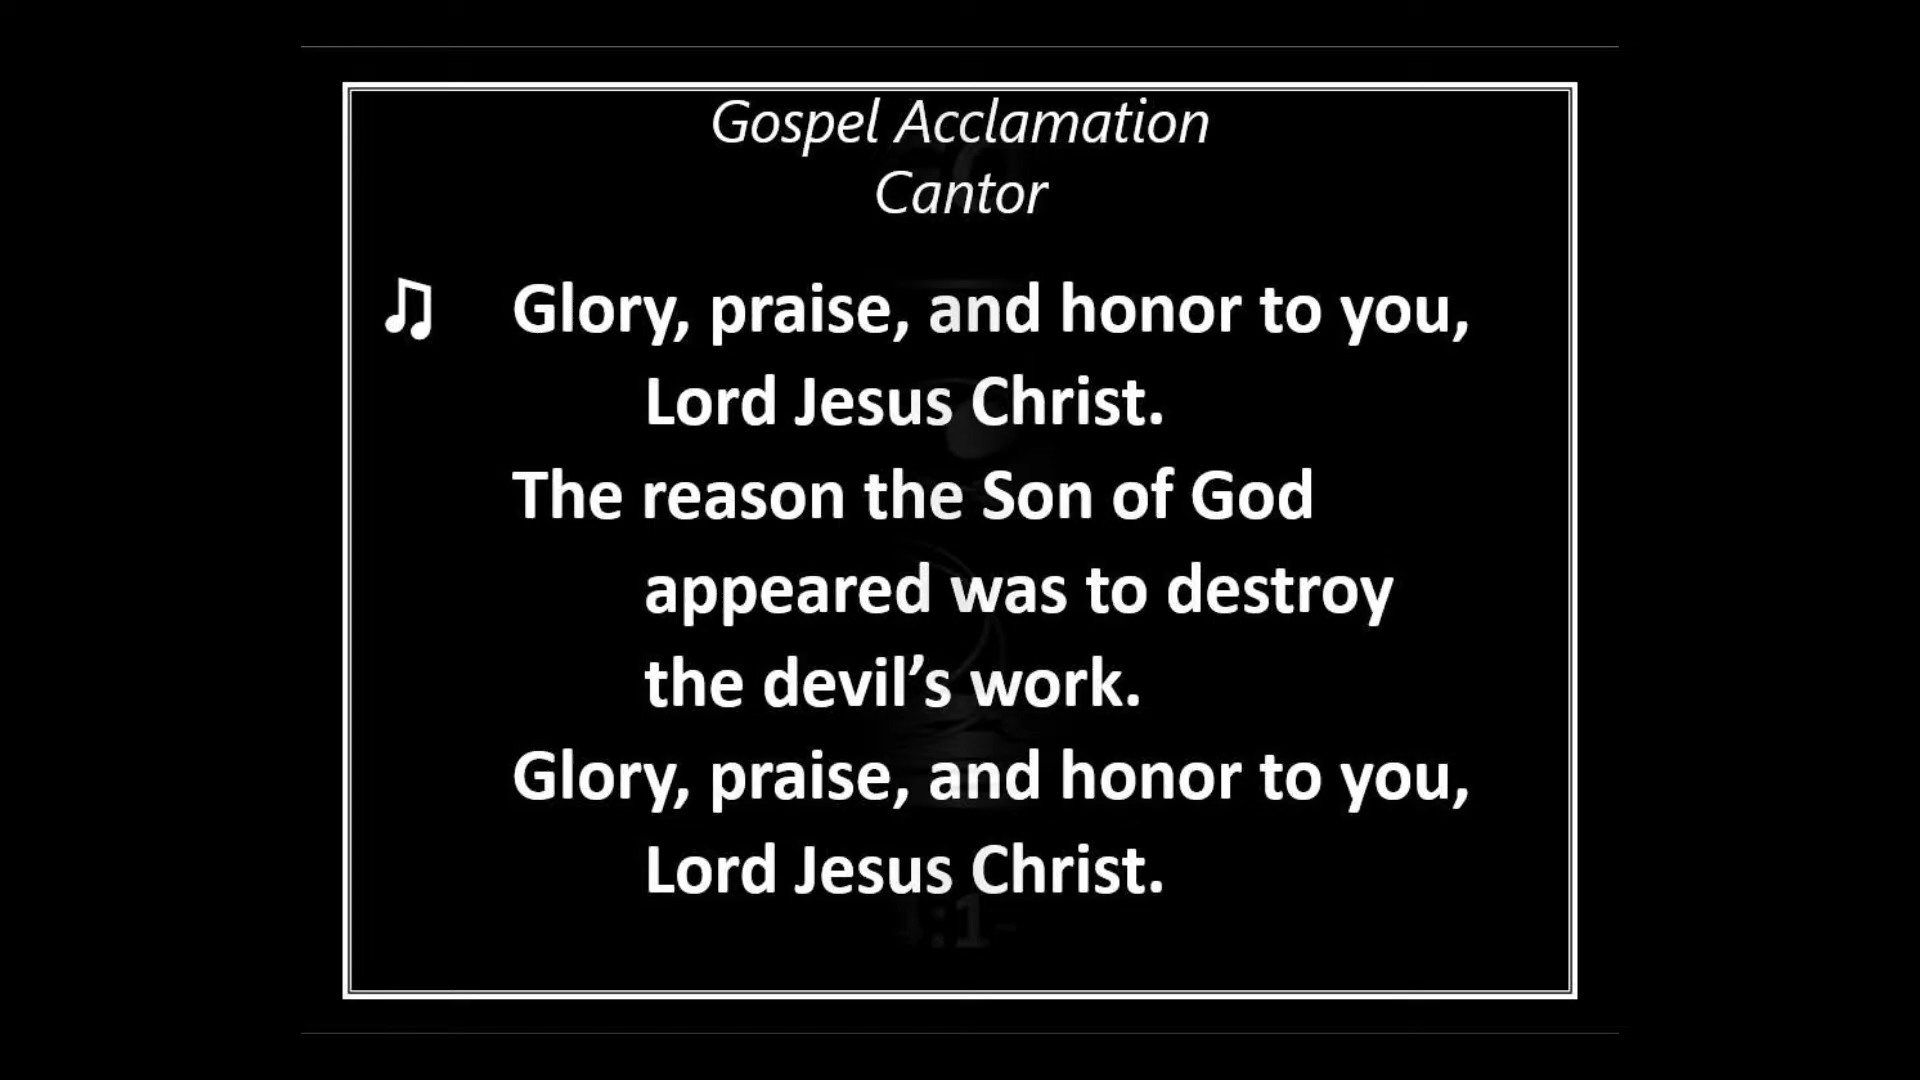 Gospel Acclamation
Cantor
♫ Glory, praise, and honor to you,
Lord Jesus Christ.
The reason the Son of God
appeared was to destroy
the devil’s work.
Glory, praise, and honor to you,
Lord Jesus Christ.
:1-